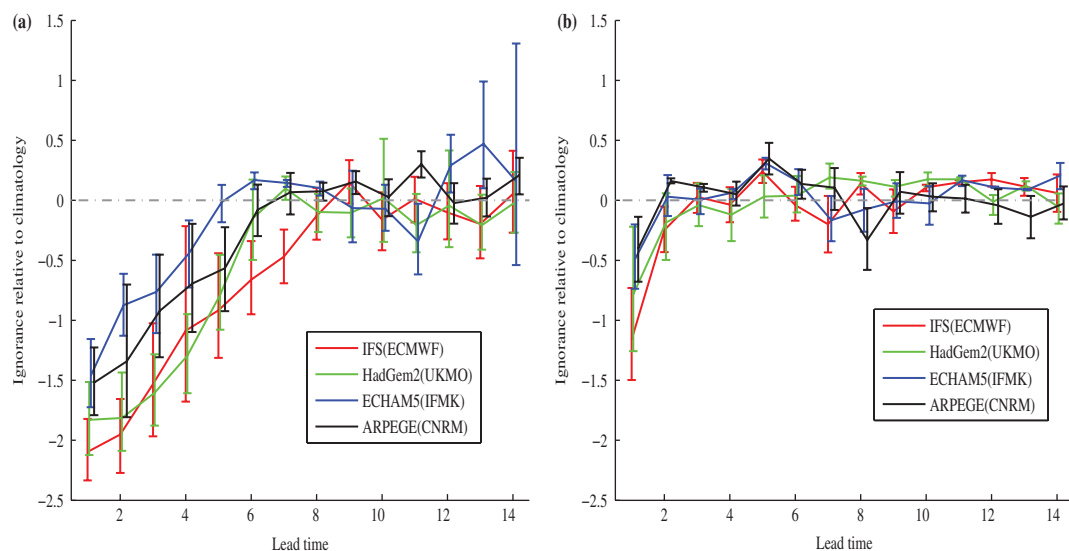 (a)
Ignorance relative to climatology
1.5
1
0.5
0
−0.5
−1
−1.5
−2
−2.5
2
4
6
8
10
12
14
Lead time
IFS(ECMWF)
HadGem2(UKMO)
ECHAM5(IFMK)
ARPEGE(CNRM)
(b)
Ignorance relative to climatology
1.5
1
0.5
0
−0.5
−1
−1.5
−2
−2.5
2
4
6
8
10
12
14
Lead time
IFS(ECMWF)
HadGem2(UKMO)
ECHAM5(IFMK)
ARPEGE(CNRM)